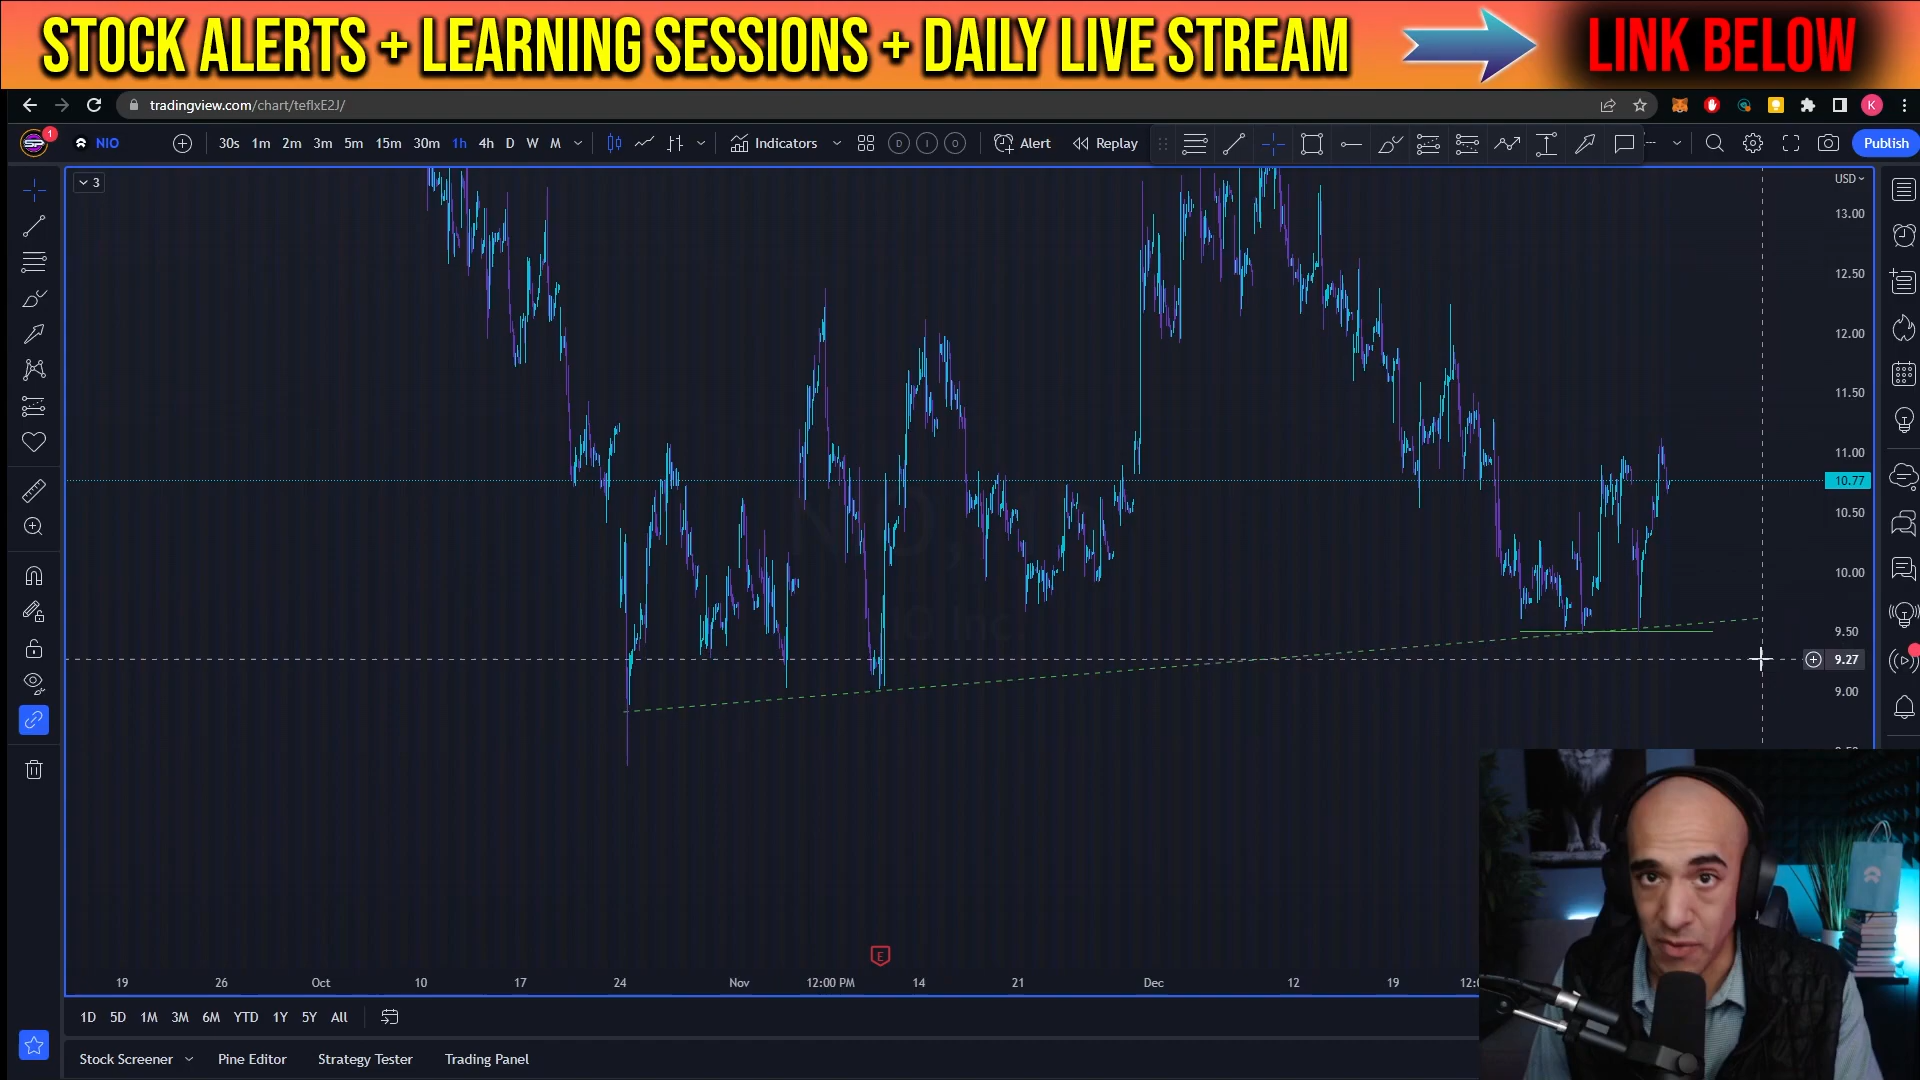 STOCK ALERTS + LEARNING SESSIONS + DAILY LIVE STREAM LINK BELOW
tradingview.com/chart/teflxE2J/ K
SP 1 NIO 30s 1m 2m 3m 5m 15m 30m 1h 4h D W M Indicators D I O Alert Replay Publish
3
USD
13.00
12.50
12.00
11.50
11.00
10.77
10.50
10.00
9.50
9.27
9.00
E
19 26 Oct 10 17 24 Nov 12:00 PM 14 21 Dec 12 19
1D 5D 1M 3M 6M YTD 1Y 5Y All
Stock Screener Pine Editor Strategy Tester Trading Panel